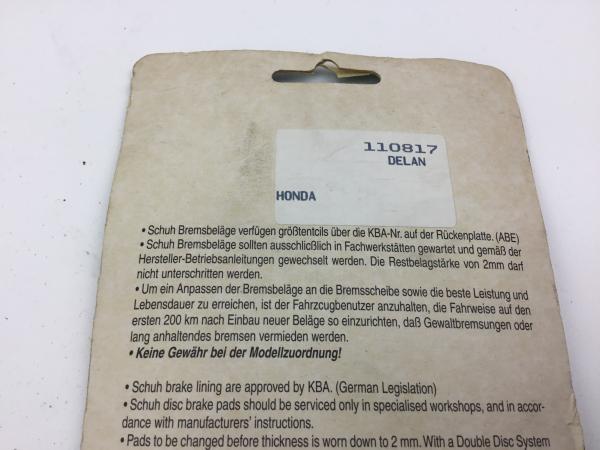 110817
DELAN
HONDA
• Schuh Bremsbeläge verfügen größtentcils über die KBA-Nr. auf der Rückenplatte. (ABE)
• Schuh Bremsbeläge sollten ausschlicßlich in Fachwerkstätten gewartet und gemäß der
Hersteller-Betriebsanleitungen gewechselt werden. Die Restbelagstärke von 2mm darf
nicht unterschritten werden.
• Um ein Anpassen der Bremsbeläge an die Bremsscheibe sowie die beste Leistung und
Lebensdauer zu erreichen, ist der Fahrzcugbenutzer anzuhalten, die Fahrweise auf den
ersten 200 km nach Einbau neuer Beläge so einzurichten, daß Gewaltbremsungen oder
lang anhaltendes bremsen vermieden werden.
• Keine Gewähr bei der Modellzuordnung!
• Schuh brake lining are approved by KBA. (German Legislation)
• Schuh disc brake pads should be serviced only in specialised workshops, and in accor-
dance with manufacturers' instructions.
• Pads to be changed before thickness is worn down to 2 mm. With a Double Disc System